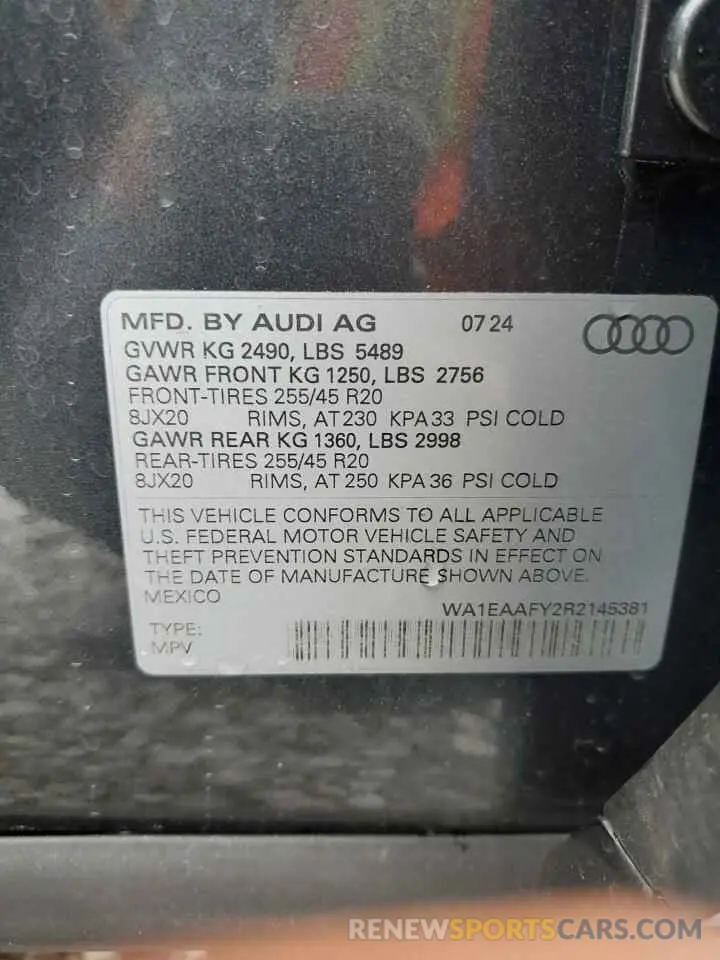 MFD. BY AUDI AG 07 24
GVWR KG 2490, LBS 5489
GAWR FRONT KG 1250, LBS 2756
FRONT-TIRES 255/45 R20
8JX20 RIMS, AT 230 KPA 33 PSI COLD
GAWR REAR KG 1360, LBS 2998
REAR-TIRES 255/45 R20
8JX20 RIMS, AT 250 KPA 36 PSI COLD
THIS VEHICLE CONFORMS TO ALL APPLICABLE
U.S. FEDERAL MOTOR VEHICLE SAFETY AND
THEFT PREVENTION STANDARDS IN EFFECT ON
THE DATE OF MANUFACTURE SHOWN ABOVE.
MEXICO
WA1EAAFY2R2145381
TYPE:
MPV
RENEWSPORTSCARS.COM